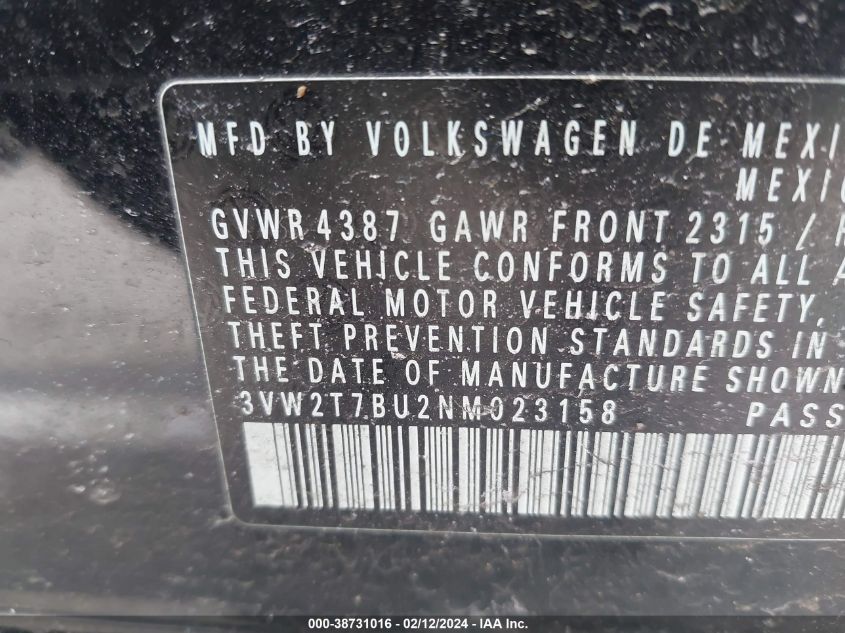 MFD BY VOLKSWAGEN DE MEXI
MEXIC
GVWR 4387 GAWR FRONT 2315 / R
THIS VEHICLE CONFORMS TO ALL A
FEDERAL MOTOR VEHICLE SAFETY,
THEFT PREVENTION STANDARDS IN
THE DATE OF MANUFACTURE SHOWN
3VW2T7BU2NM023158 PASS
000-38731016 - 02/12/2024 - IAA Inc.